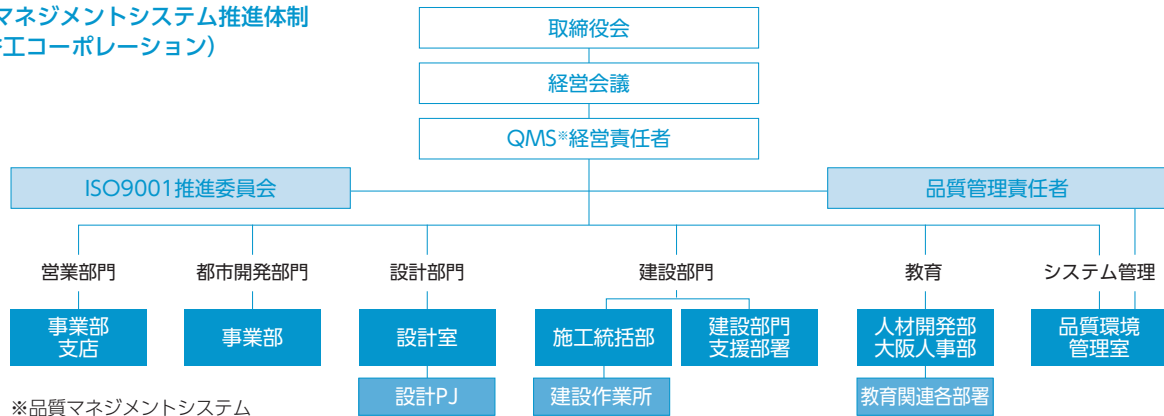 マネジメントシステム推進体制
工コーポレーション）
取締役会
経営会議
QMS※経営責任者
ISO9001推進委員会
品質管理責任者
営業部門
都市開発部門
設計部門
建設部門
教育
システム管理
事業部
支店
事業部
設計室
施工統括部
建設部門
支援部署
人材開発部
大阪人事部
品質環境
管理室
設計PJ
建設作業所
教育関連各部署
※品質マネジメントシステム